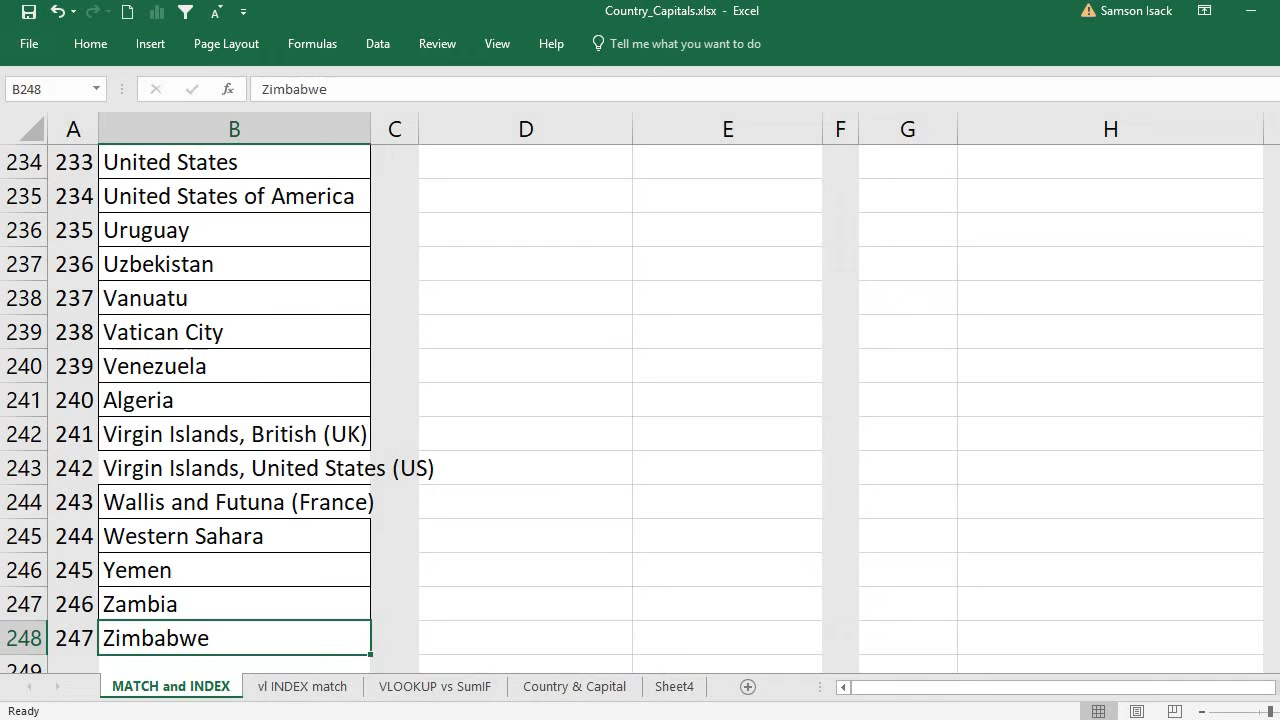 Country_Capitals.xlsx - Excel
Samson Isack
File Home Insert Page Layout Formulas Data Review View Help Tell me what you want to do
B248 fx Zimbabwe
A B C D E F G H
234 233 United States
235 234 United States of America
236 235 Uruguay
237 236 Uzbekistan
238 237 Vanuatu
239 238 Vatican City
240 239 Venezuela
241 240 Algeria
242 241 Virgin Islands, British (UK)
243 242 Virgin Islands, United States (US)
244 243 Wallis and Futuna (France)
245 244 Western Sahara
246 245 Yemen
247 246 Zambia
248 247 Zimbabwe
249
MATCH and INDEX vl INDEX match VLOOKUP vs SumIF Country & Capital Sheet4
Ready